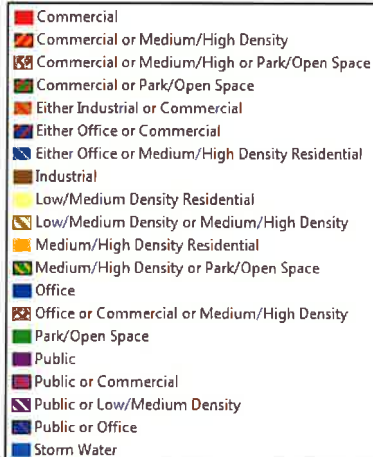 Commercial
Commercial or Medium/High Density
Commercial or Medium/High or Park/Open Space
Commercial or Park/Open Space
Either Industrial or Commercial
Either Office or Commercial
Either Office or Medium/High Density Residential
Industrial
Low/Medium Density Residential
Low/Medium Density or Medium/High Density
Medium/High Density Residential
Medium/High Density or Park/Open Space
Office
Office or Commercial or Medium/High Density
Park/Open Space
Public
Public or Commercial
Public or Low/Medium Density
Public or Office
Storm Water